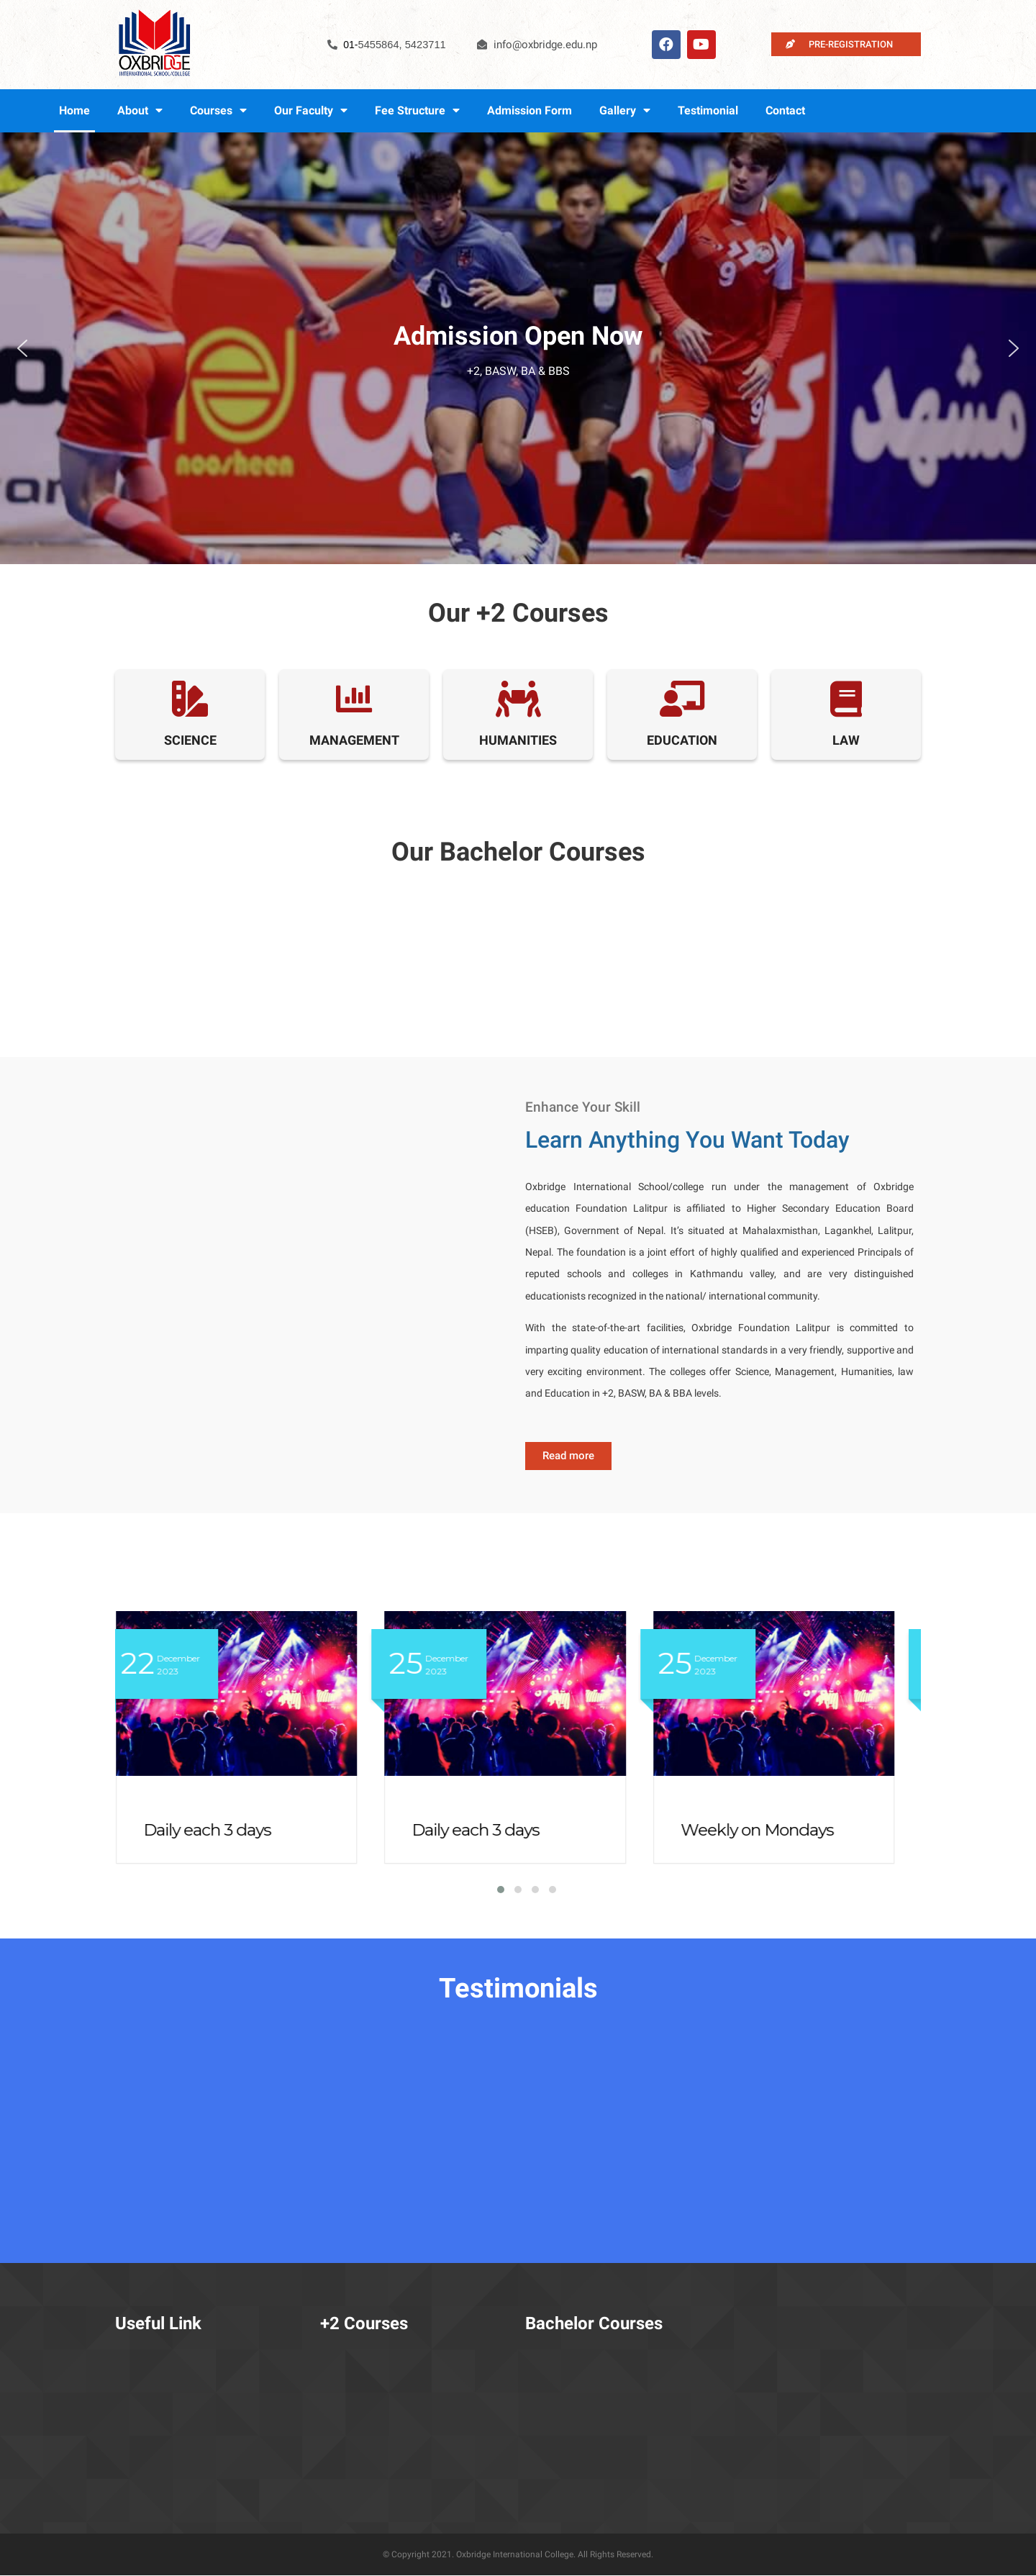 OXBRIDGE
INTERNATIONAL SCHOOL/COLLEGE
01-5455864, 5423711
info@oxbridge.edu.np
PRE-REGISTRATION
Home About Courses Our Faculty Fee Structure Admission Form Gallery Testimonial Contact
9
9
noosheen
مشهد
Admission Open Now
+2, BASW, BA & BBS
Our +2 Courses
SCIENCE MANAGEMENT HUMANITIES EDUCATION LAW
Our Bachelor Courses
Enhance Your Skill
Learn Anything You Want Today
Oxbridge International School/college run under the management of Oxbridge
education Foundation Lalitpur is affiliated to Higher Secondary Education Board
(HSEB), Government of Nepal. It’s situated at Mahalaxmisthan, Lagankhel, Lalitpur,
Nepal. The foundation is a joint effort of highly qualified and experienced Principals of
reputed schools and colleges in Kathmandu valley, and are very distinguished
educationists recognized in the national/ international community.
With the state-of-the-art facilities, Oxbridge Foundation Lalitpur is committed to
imparting quality education of international standards in a very friendly, supportive and
very exciting environment. The colleges offer Science, Management, Humanities, law
and Education in +2, BASW, BA & BBA levels.
Read more
22 December 2023
25 December 2023
25 December 2023
Daily each 3 days
Daily each 3 days
Weekly on Mondays
Testimonials
Useful Link +2 Courses Bachelor Courses
© Copyright 2021. Oxbridge International College. All Rights Reserved.